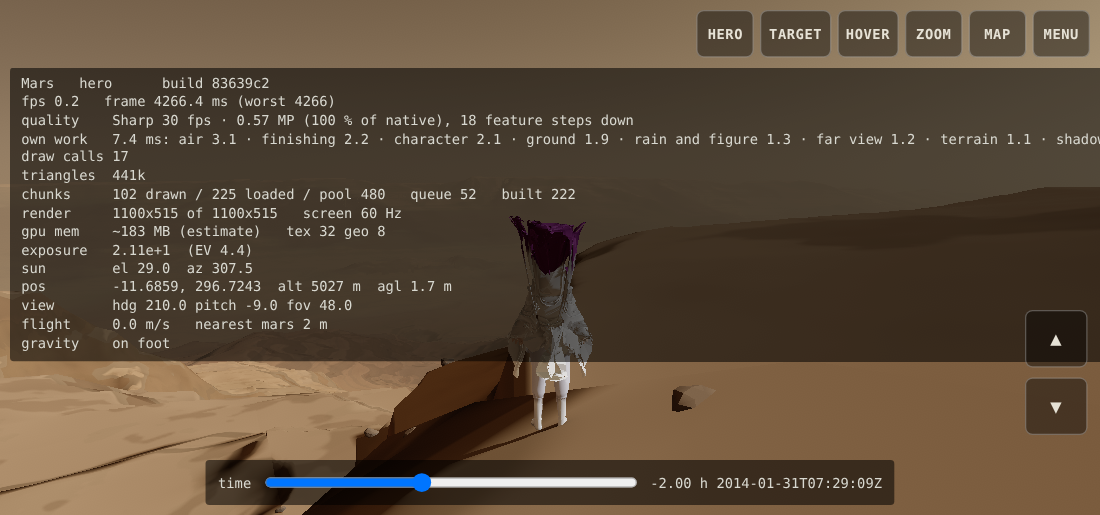 HERO TARGET HOVER ZOOM MAP MENU
Mars hero build 83639c2
fps 0.2 frame 4266.4 ms (worst 4266)
quality Sharp 30 fps · 0.57 MP (100 % of native), 18 feature steps down
own work 7.4 ms: air 3.1 · finishing 2.2 · character 2.1 · ground 1.9 · rain and figure 1.3 · far view 1.2 · terrain 1.1 ·
draw calls 17
triangles 441k
chunks 102 drawn / 225 loaded / pool 480 queue 52 built 222
render 1100x515 of 1100x515 screen 60 Hz
gpu mem ~183 MB (estimate) tex 32 geo 8
exposure 2.11e+1 (EV 4.4)
sun el 29.0 az 307.5
pos -11.6859, 296.7243 alt 5027 m agl 1.7 m
view hdg 210.0 pitch -9.0 fov 48.0
flight 0.0 m/s nearest mars 2 m
gravity on foot
▲
▼
time -2.00 h 2014-01-31T07:29:09Z